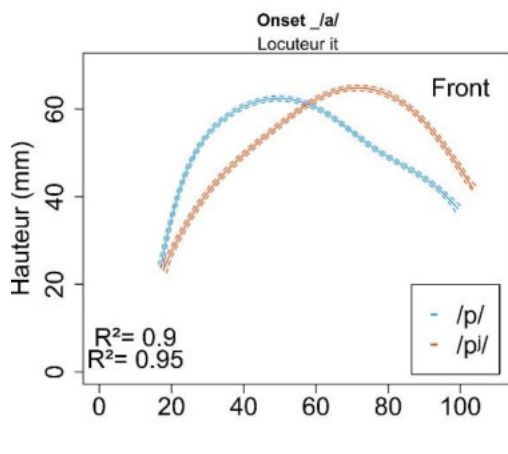 Onset _/a/
Locuteur it
Front
Hauteur (mm)
60
40
20
0
R²= 0.9
R²= 0.95
/p/
/pʲ/
0 20 40 60 80 100